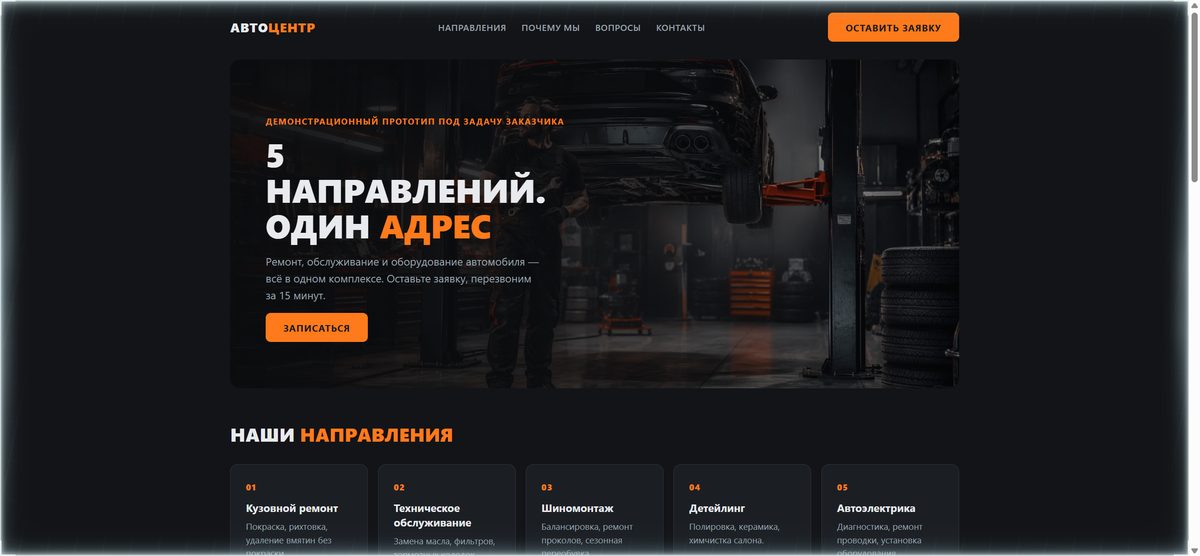 АВТОЦЕНТР
НАПРАВЛЕНИЯ ПОЧЕМУ МЫ ВОПРОСЫ КОНТАКТЫ
ОСТАВИТЬ ЗАЯВКУ
ДЕМОНСТРАЦИОННЫЙ ПРОТОТИП ПОД ЗАДАЧУ ЗАКАЗЧИКА
5
НАПРАВЛЕНИЙ.
ОДИН АДРЕС
Ремонт, обслуживание и оборудование автомобиля —
всё в одном комплексе. Оставьте заявку, перезвоним
за 15 минут.
ЗАПИСАТЬСЯ
НАШИ НАПРАВЛЕНИЯ
01
Кузовной ремонт
Покраска, рихтовка,
удаление вмятин без
покраски.
02
Техническое
обслуживание
Замена масла, фильтров,
03
Шиномонтаж
Балансировка, ремонт
проколов, сезонная
переобувка.
04
Детейлинг
Полировка, керамика,
химчистка салона.
05
Автоэлектрика
Диагностика, ремонт
проводки, установка
оборудования.